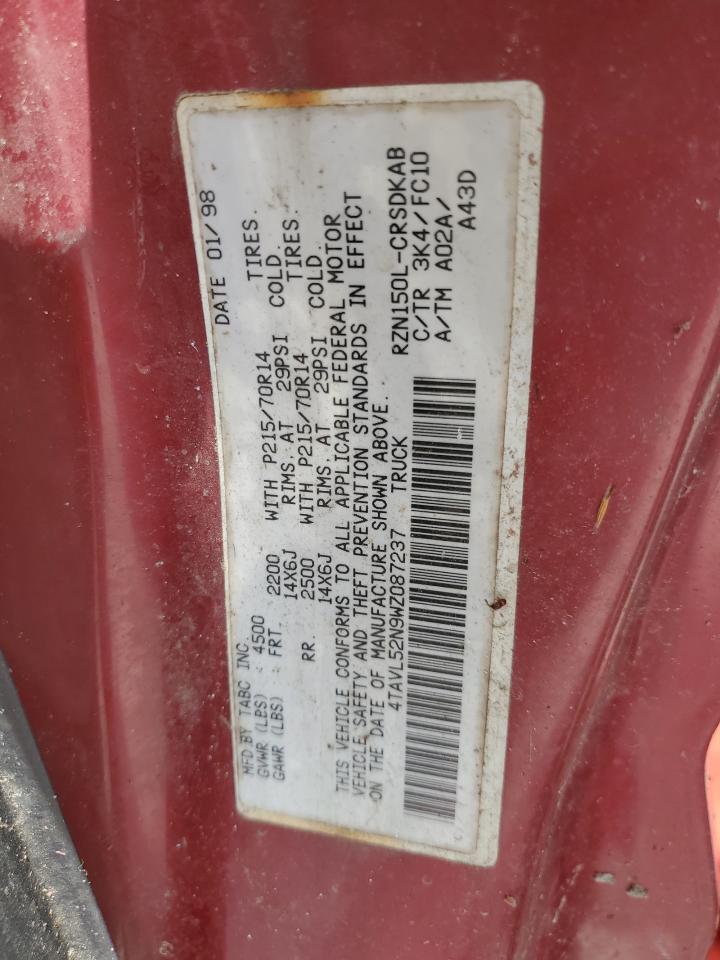 MFD BY TABC INC DATE 01/98
GVWR (LBS) : 4500
GAWR (LBS) : FRT. 2200 WITH P215/70R14 TIRES.
14X6J RIMS. AT 29PSI COLD.
RR. 2500 WITH P215/70R14 TIRES.
14X6J RIMS. AT 29PSI COLD.
THIS VEHICLE CONFORMS TO ALL APPLICABLE FEDERAL MOTOR
VEHICLE SAFETY AND THEFT PREVENTION STANDARDS IN EFFECT
ON THE DATE OF MANUFACTURE SHOWN ABOVE.
4TAVL52N9WZ087237 TRUCK
RZN150L-CRSDKAB
C/TR 3K4/FC10
A/TM A02A/
A43D